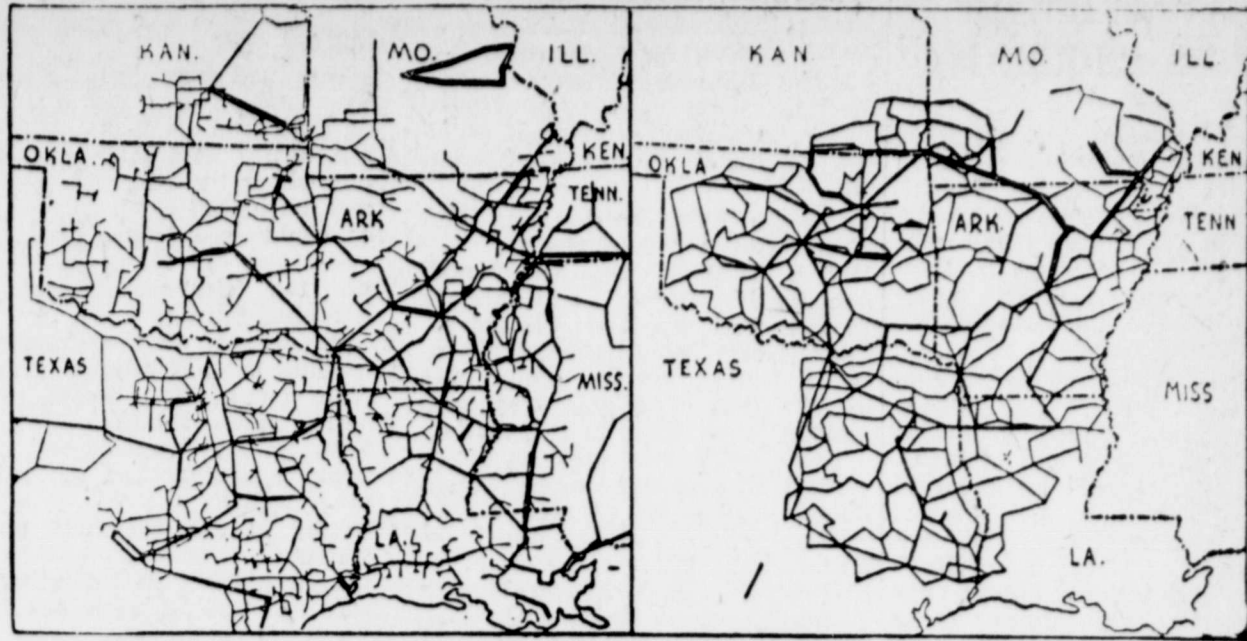 KAN.
MO.
ILL.
OKLA.
KEN.
TENN.
ARK
TEXAS
MISS.
LA.
KAN.
MO.
ILL.
OKLA
KEN.
ARK.
TENN
TEXAS
MISS
LA.